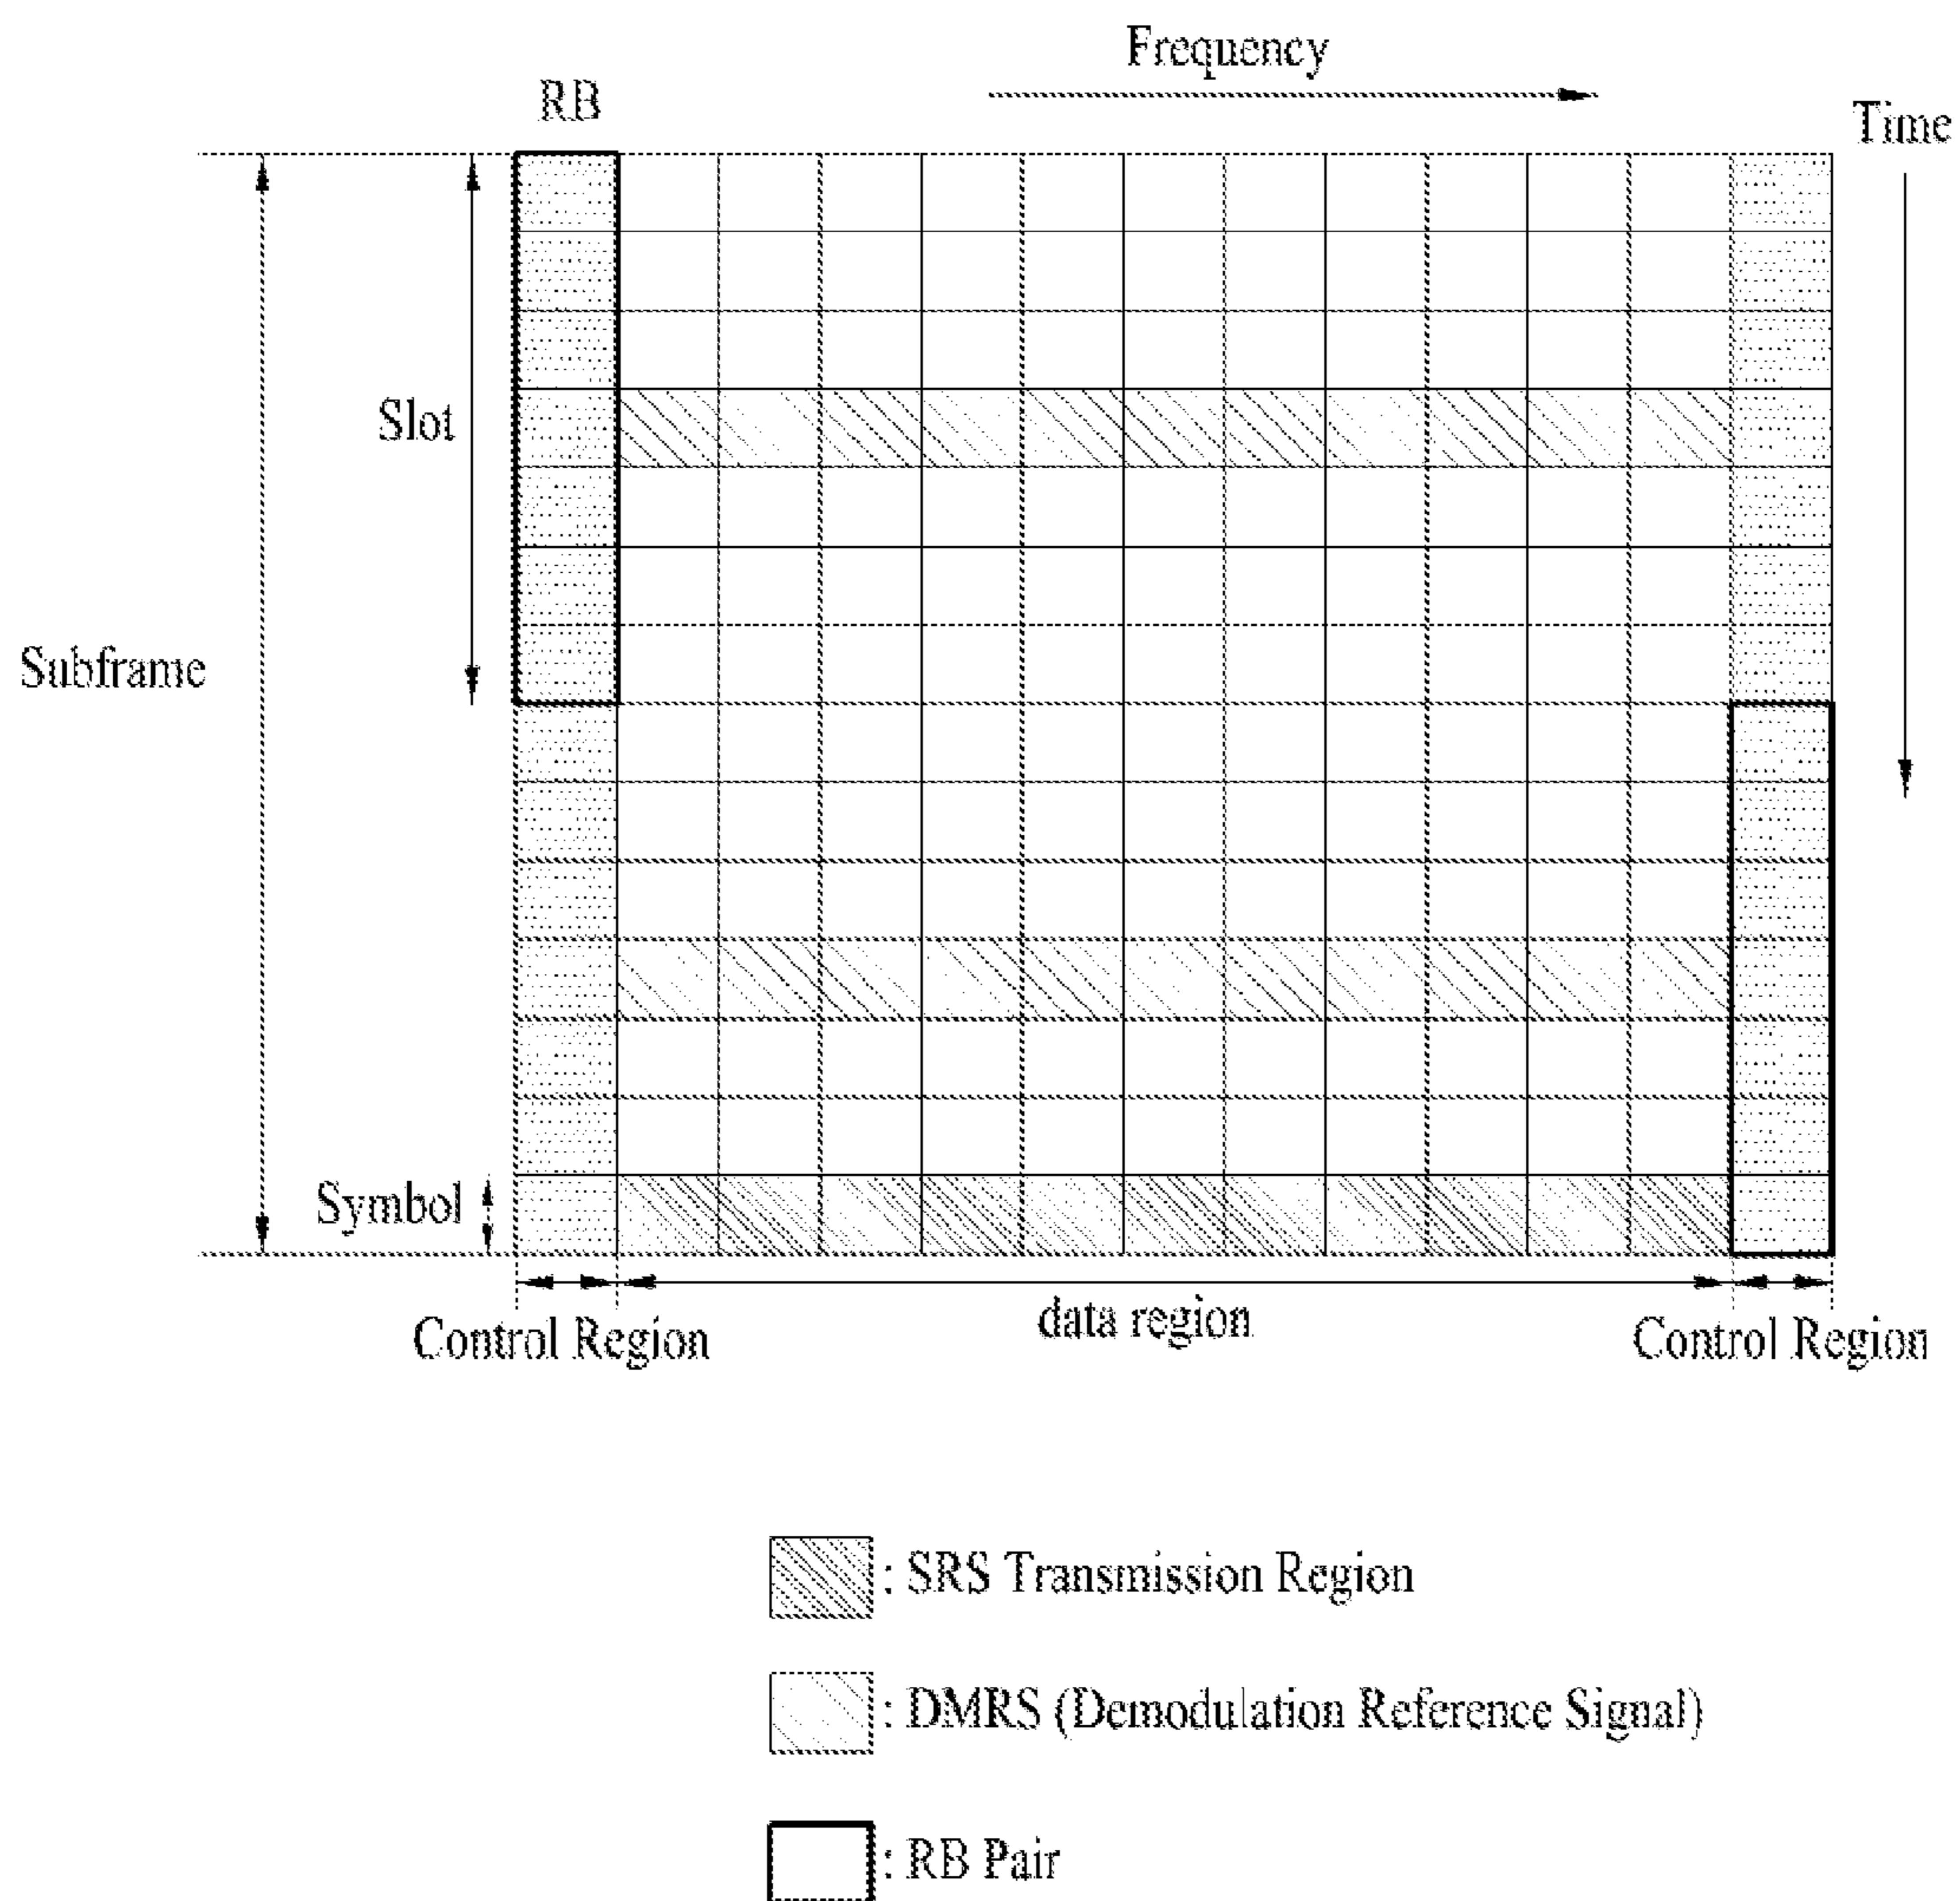 Frequency
RB
Time
Slot
Subframe
Symbol
Control Region
data region
Control Region
: SRS Transmission Region
: DMRS (Demodulation Reference Signal)
: RB Pair